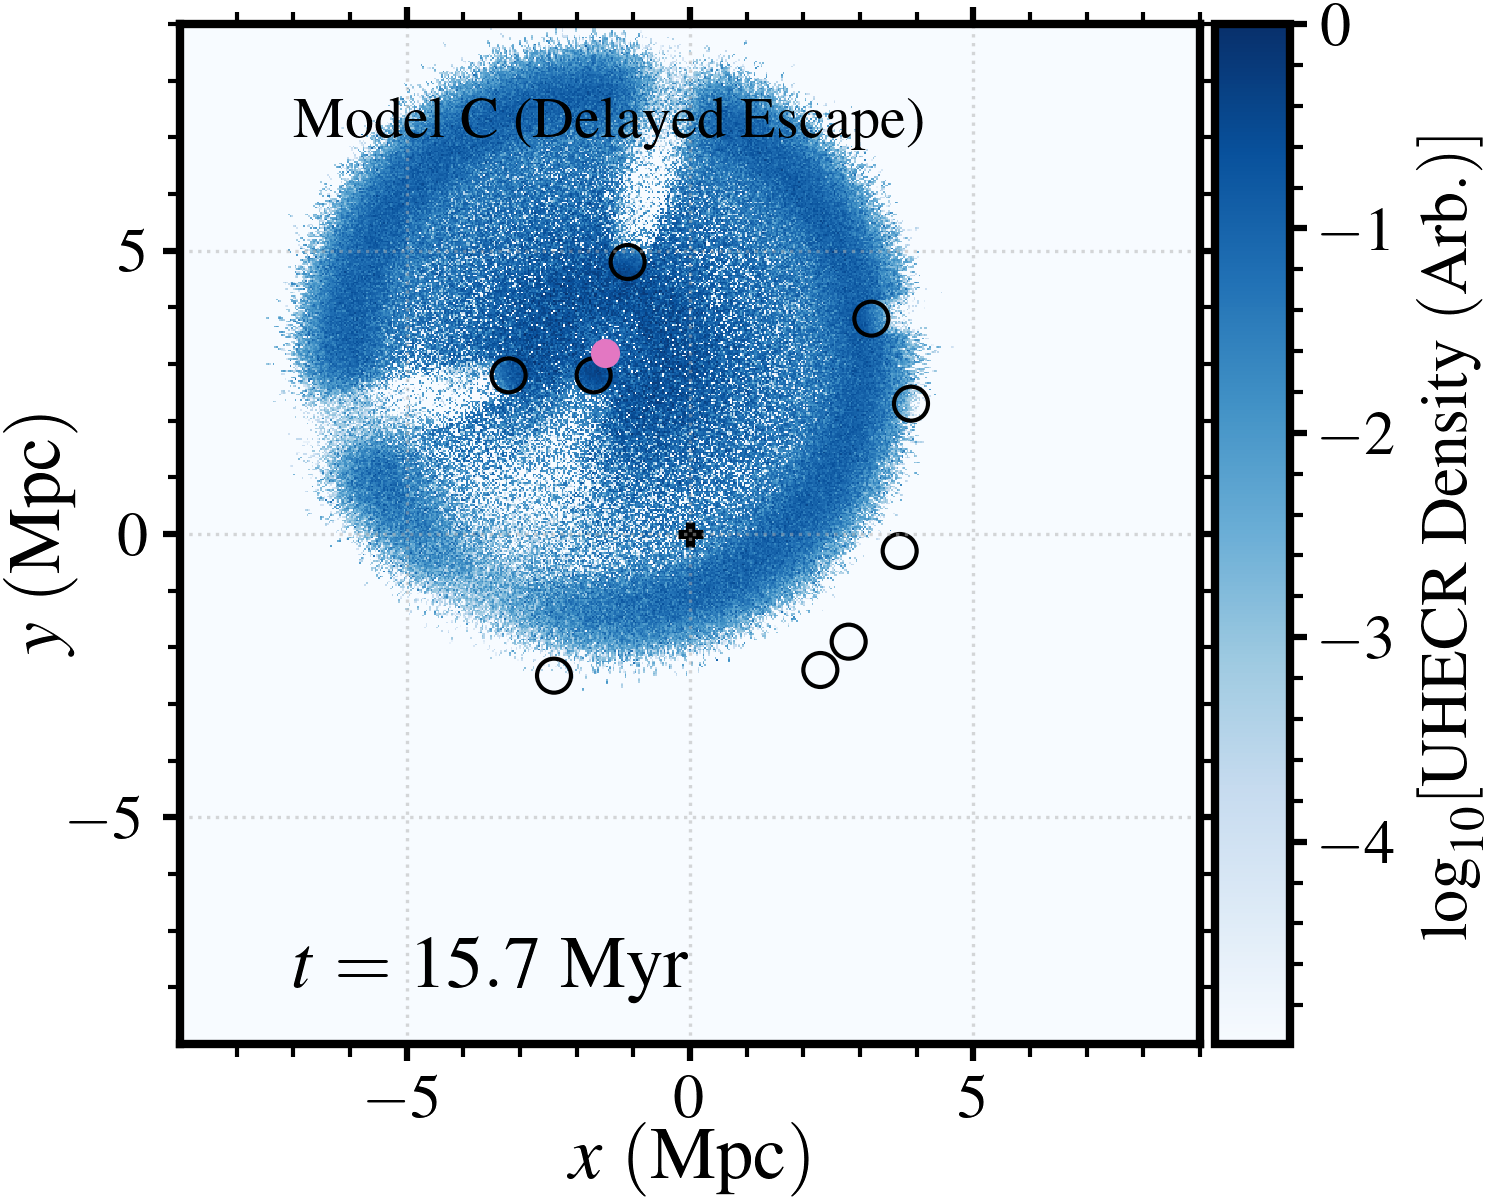 Model C (Delayed Escape)
5
0
−5
y (Mpc)
t = 15.7 Myr
−5
0
5
x (Mpc)
0
−1
−2
−3
−4
log₁₀[UHECR Density (Arb.)]